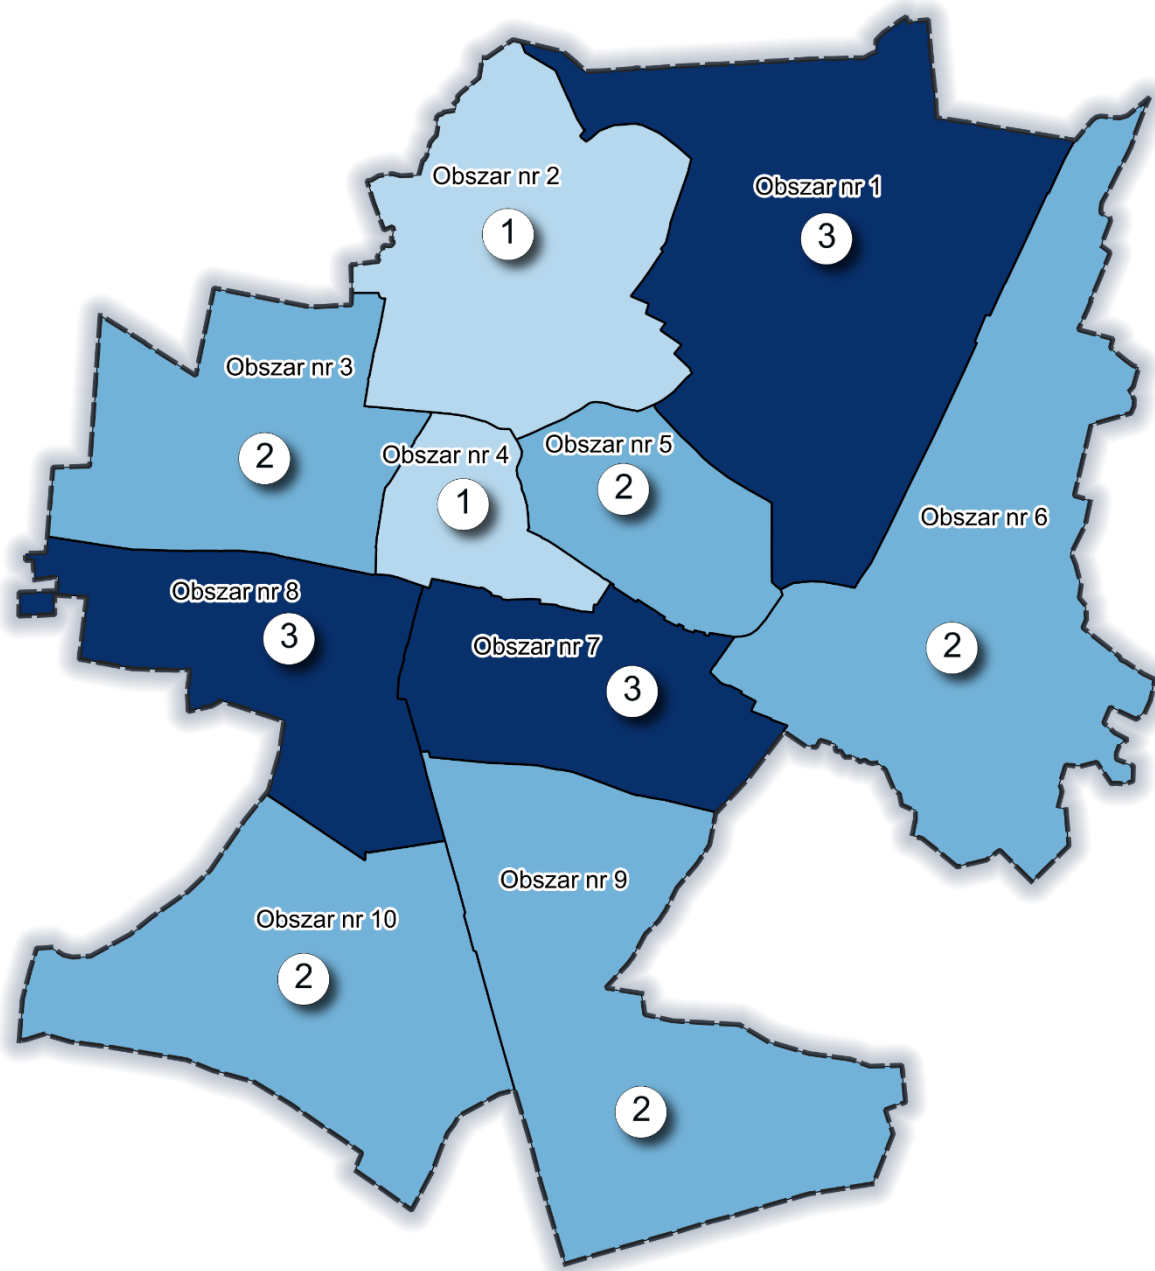 Obszar nr 2
1
Obszar nr 1
3
Obszar nr 3
2
Obszar nr 4
1
Obszar nr 5
2
Obszar nr 6
2
Obszar nr 8
3
Obszar nr 7
3
Obszar nr 9
2
Obszar nr 10
2